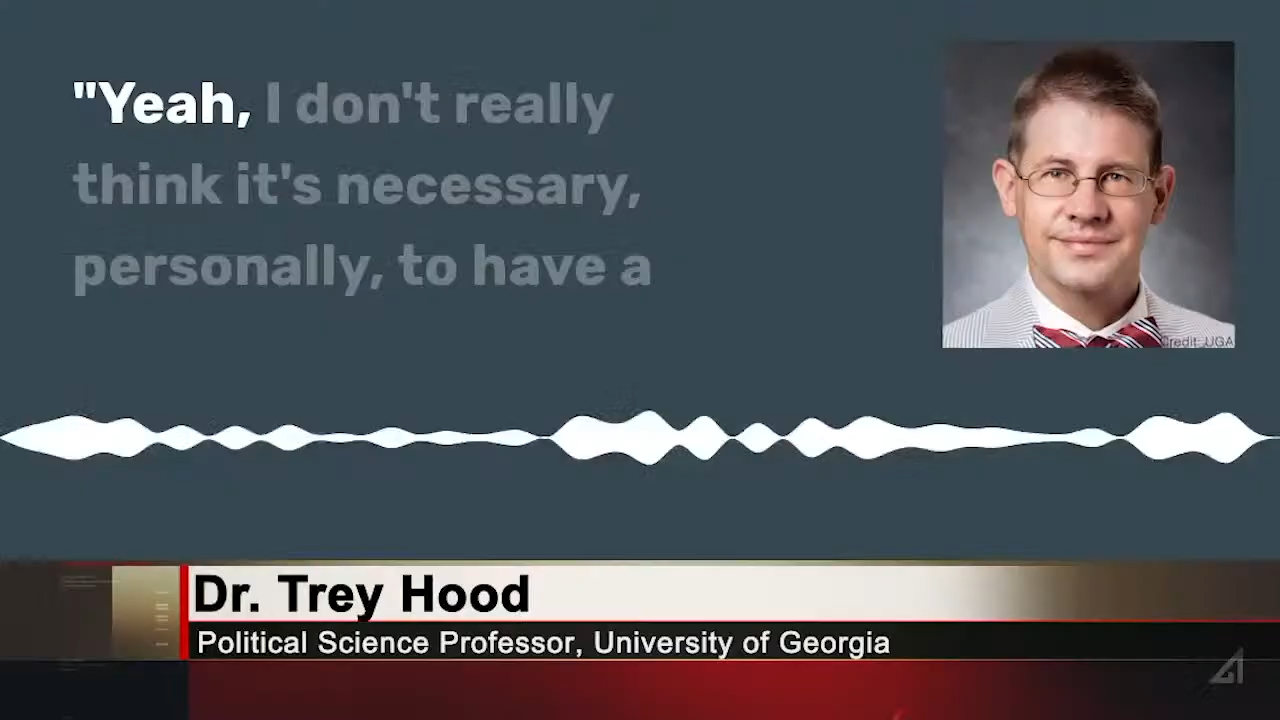 "Yeah, I don't really
think it's necessary,
personally, to have a
Credit: UGA
Dr. Trey Hood
Political Science Professor, University of Georgia